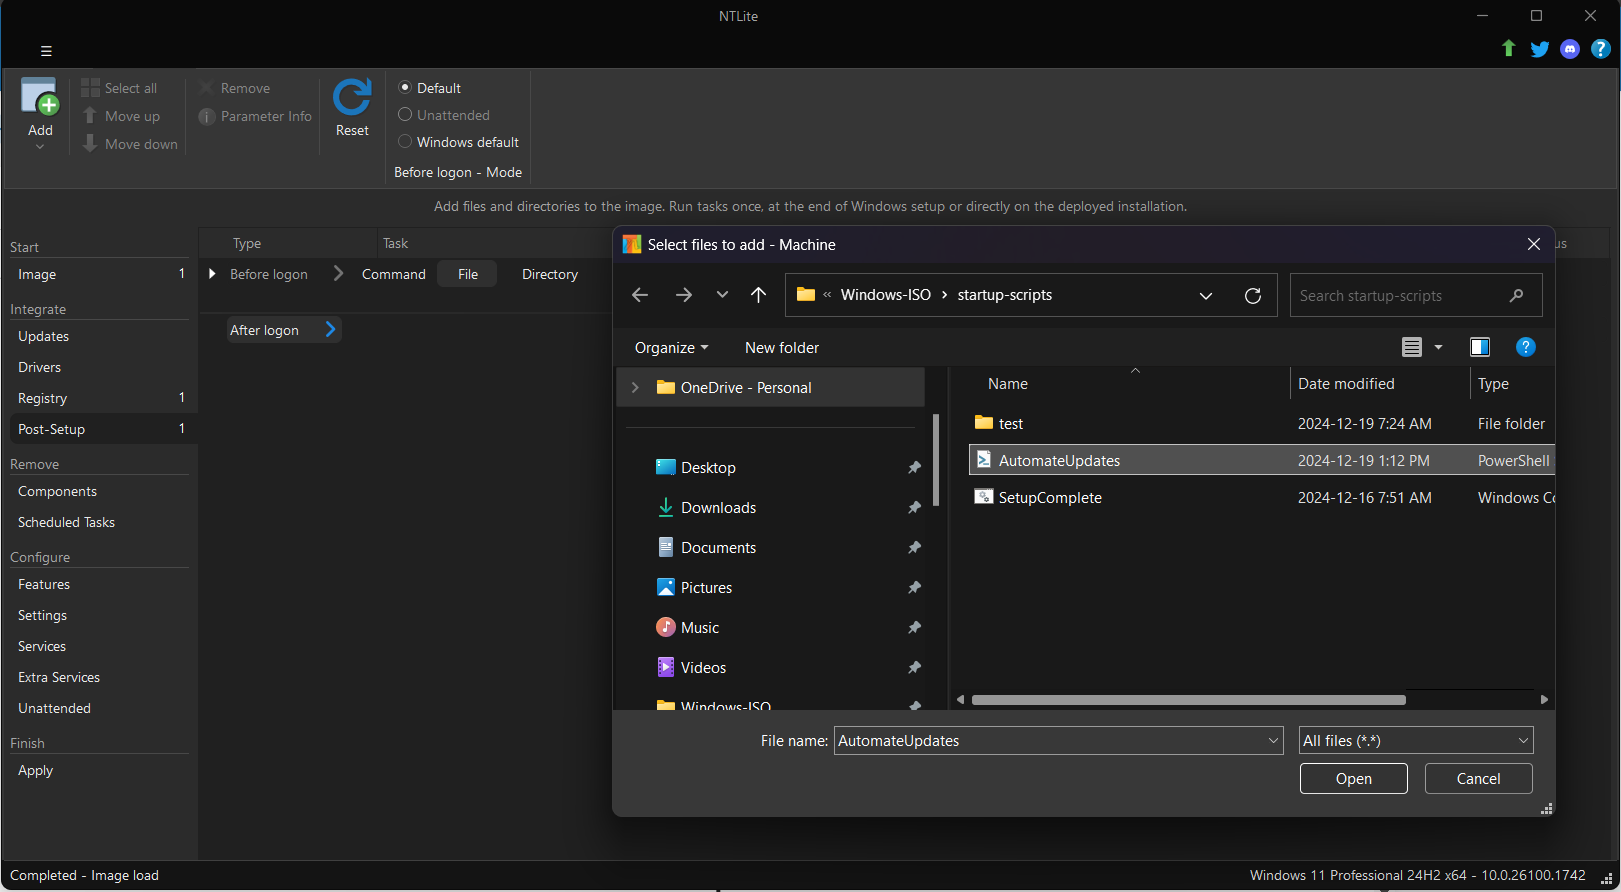 NTLite
Add
Select all
Move up
Move down
Remove
Parameter Info
Reset
Default
Unattended
Windows default
Before logon - Mode
Add files and directories to the image. Run tasks once, at the end of Windows setup or directly on the deployed installation.
Start
Image 1
Integrate
Updates
Drivers
Registry 1
Post-Setup 1
Remove
Components
Scheduled Tasks
Configure
Features
Settings
Services
Extra Services
Unattended
Finish
Apply
Type Task
Before logon Command File Directory
After logon
Select files to add - Machine
« Windows-ISO › startup-scripts
Search startup-scripts
Organize New folder
OneDrive - Personal
Desktop
Downloads
Documents
Pictures
Music
Videos
Windows-ISO
Name Date modified Type
test 2024-12-19 7:24 AM File folder
AutomateUpdates 2024-12-19 1:12 PM PowerShell
SetupComplete 2024-12-16 7:51 AM Windows Co
File name: AutomateUpdates All files (*.*)
Open Cancel
Completed - Image load
Windows 11 Professional 24H2 x64 - 10.0.26100.1742